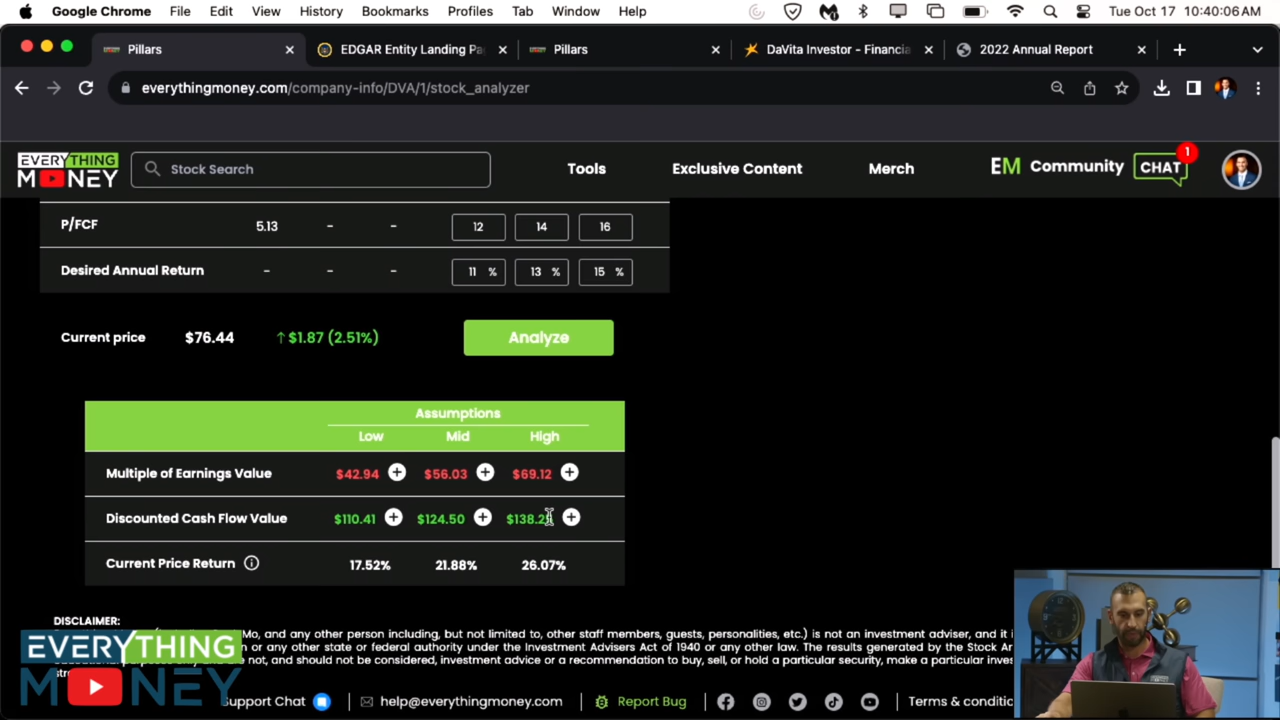 Google Chrome File Edit View History Bookmarks Profiles Tab Window Help Tue Oct 17 10:40:06 AM
Pillars EDGAR Entity Landing Pa Pillars DaVita Investor - Financia 2022 Annual Report
everythingmoney.com/company-info/DVA/1/stock_analyzer
EVERYTHING MONEY Stock Search Tools Exclusive Content Merch EM Community CHAT 1
P/FCF 5.13 - - 12 14 16
Desired Annual Return - - - 11 % 13 % 15 %
Current price $76.44 ↑$1.87 (2.51%) Analyze
Assumptions
Low Mid High
Multiple of Earnings Value $42.94 + $56.03 + $69.12 +
Discounted Cash Flow Value $110.41 + $124.50 + $138.2 +
Current Price Return 17.52% 21.88% 26.07%
DISCLAIMER:
Mo, and any other person including, but not limited to, other staff members, guests, personalities, etc.) is not an investment adviser, and it i
n or any other state or federal authority under the Investment Advisers Act of 1940 or any other law. The results generated by the Stock Ar
and should not be considered, investment advice or a recommendation to buy, sell, or hold a particular security, make a particular inves
EVERYTHING
MONEY
Support Chat help@everythingmoney.com Report Bug Terms & conditio